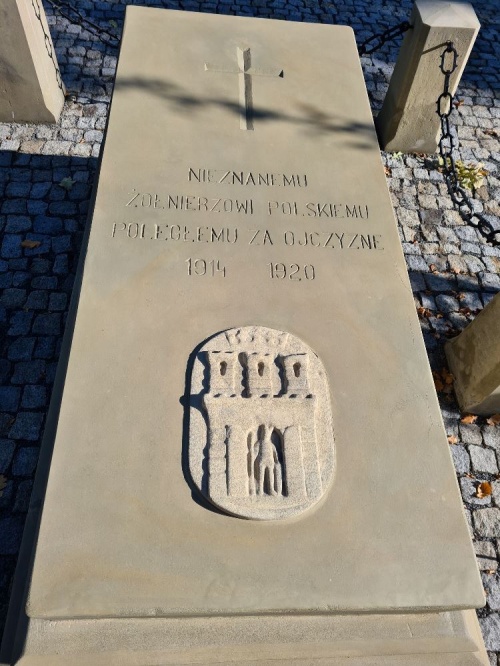 NIEZNANEMU
ŻOŁNIERZOWI POLSKIEMU
POLEGŁEMU ZA OJCZYZNĘ
1914 1920